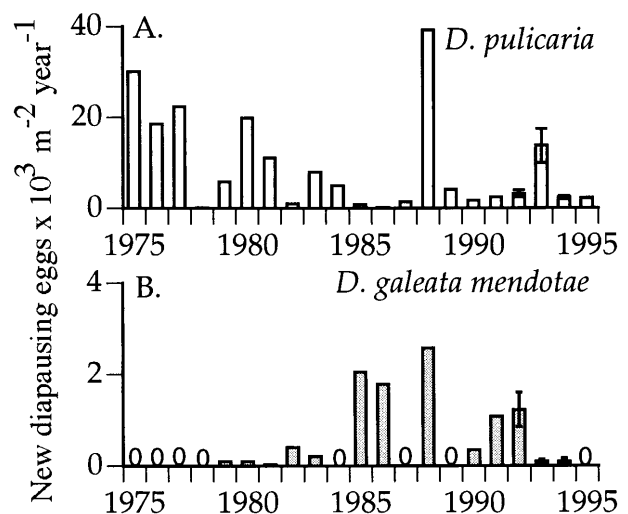 New diapausing eggs x 10³ m⁻² year⁻¹
A.
D. pulicaria
40
20
0
1975 1980 1985 1990 1995
B.
D. galeata mendotae
4
2
0
0 0 0 0 0 0 0 0
1975 1980 1985 1990 1995